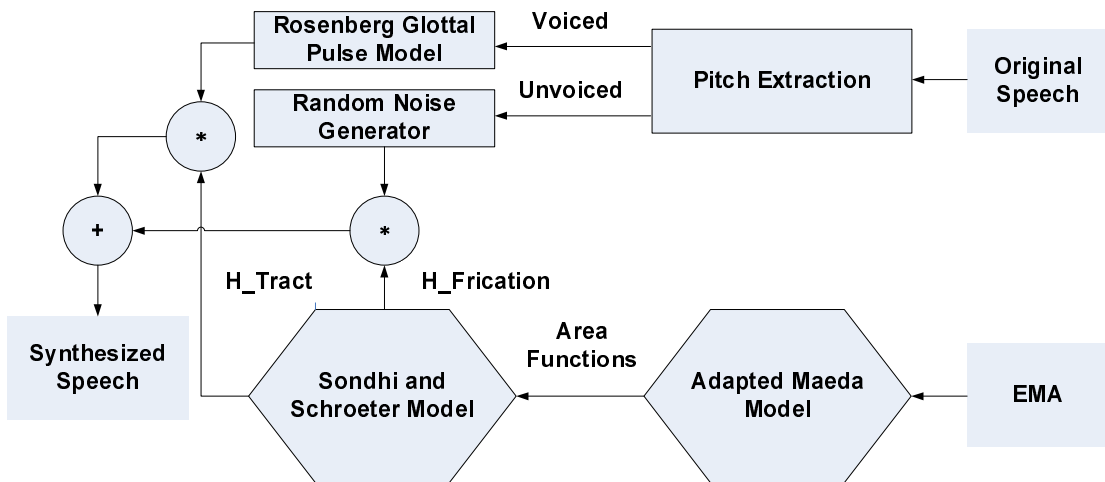 Rosenberg Glottal
Pulse Model
Voiced
Pitch Extraction
Original
Speech
Unvoiced
Random Noise
Generator
*
+
*
H_Tract
H_Frication
Synthesized
Speech
Sondhi and
Schroeter Model
Area
Functions
Adapted Maeda
Model
EMA